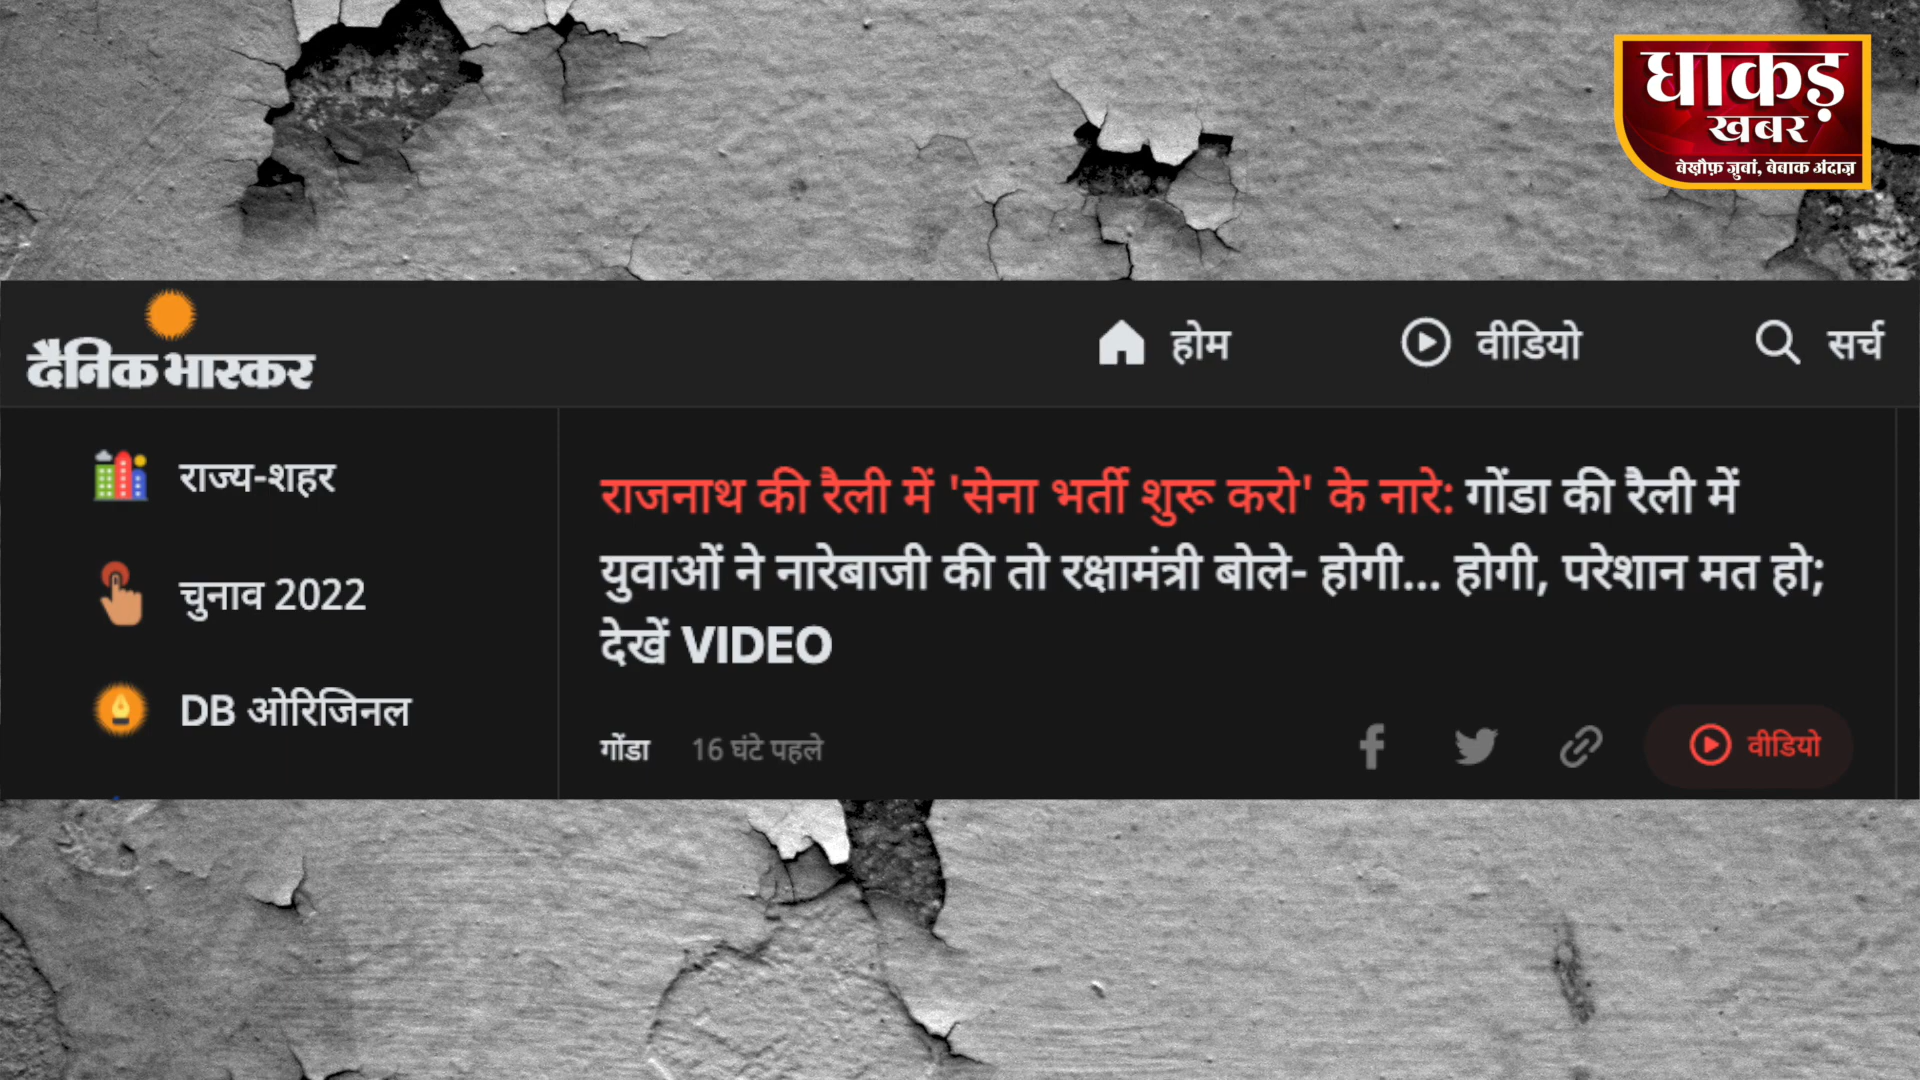 धाकड़
खबर
बेख़ौफ़ जुबां, बेबाक अंदाज़
दैनिक भास्कर
होम
वीडियो
सर्च
राज्य-शहर
चुनाव 2022
DB ओरिजिनल
राजनाथ की रैली में 'सेना भर्ती शुरू करो' के नारे: गोंडा की रैली में
युवाओं ने नारेबाजी की तो रक्षामंत्री बोले- होगी... होगी, परेशान मत हो;
देखें VIDEO
गोंडा
16 घंटे पहले
वीडियो